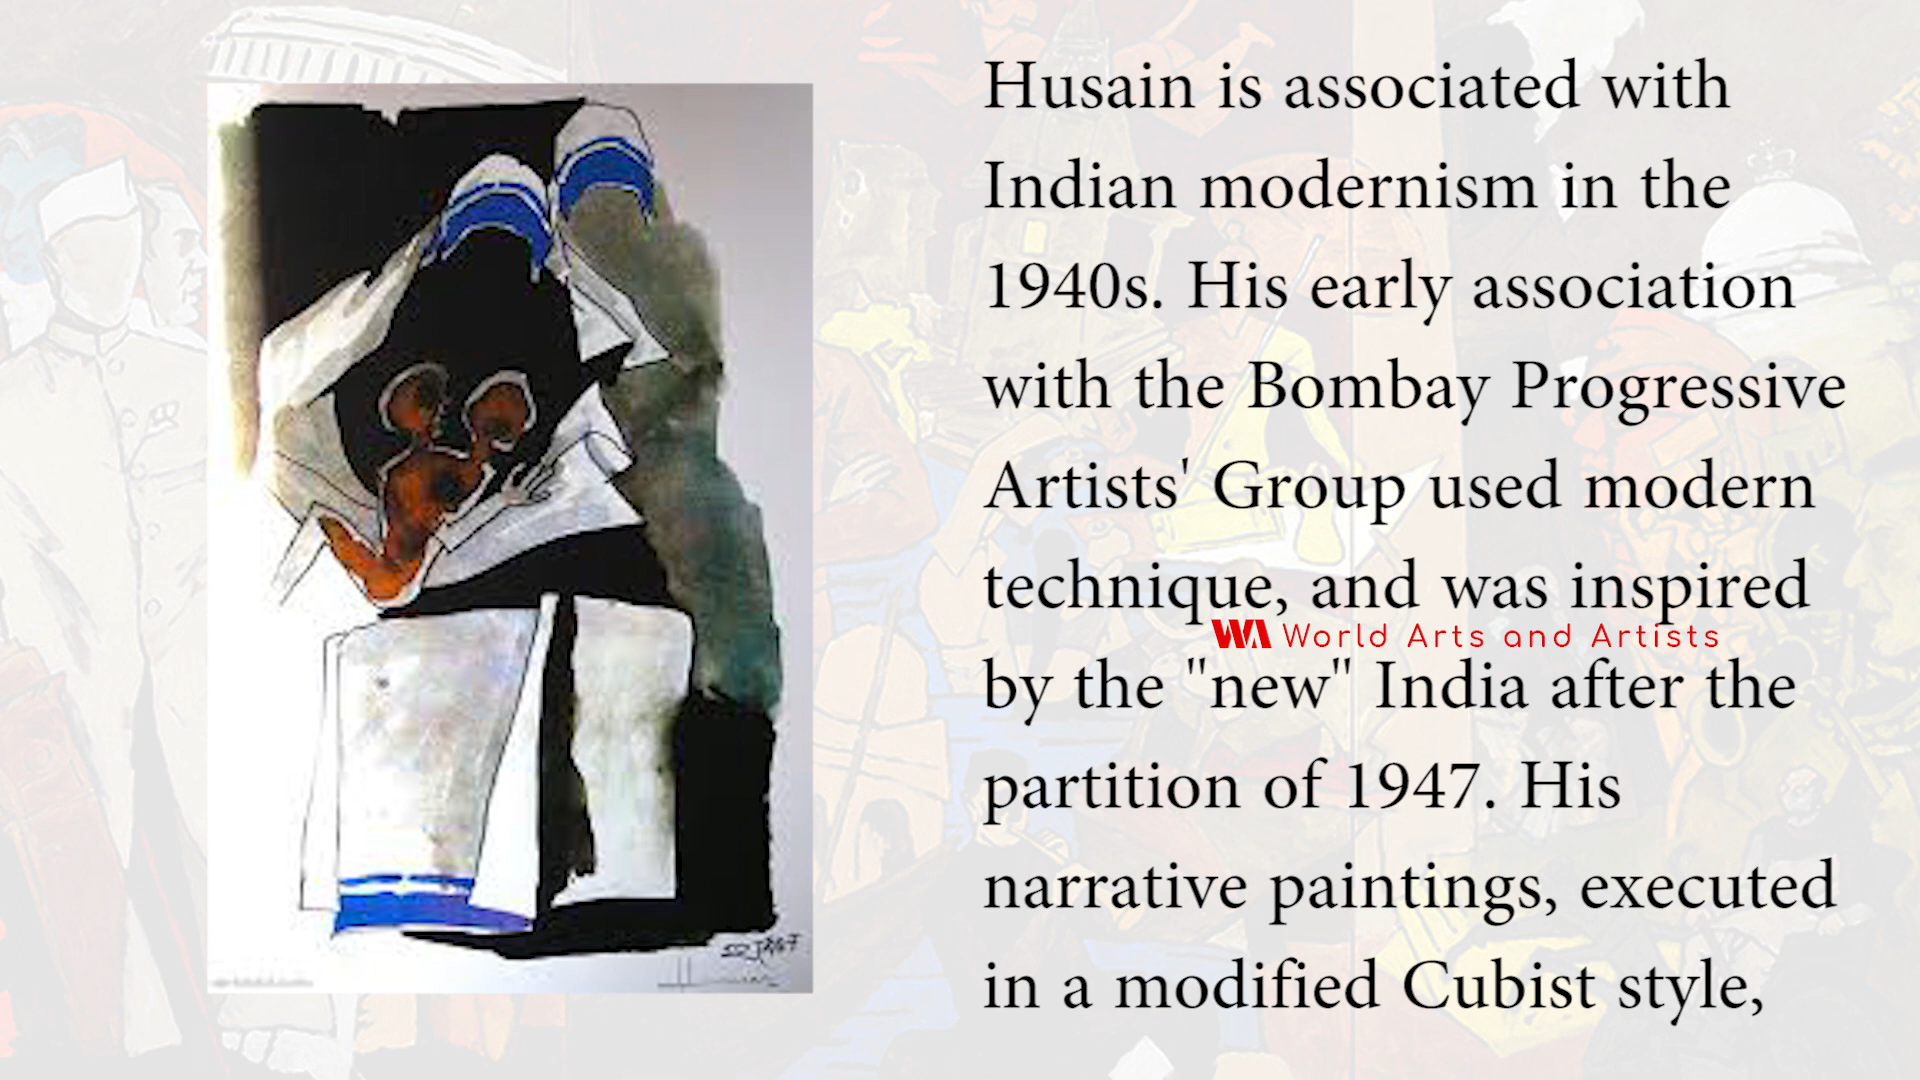 Husain is associated with
Indian modernism in the
1940s. His early association
with the Bombay Progressive
Artists' Group used modern
technique, and was inspired
World Arts and Artists
by the "new" India after the
partition of 1947. His
narrative paintings, executed
in a modified Cubist style,